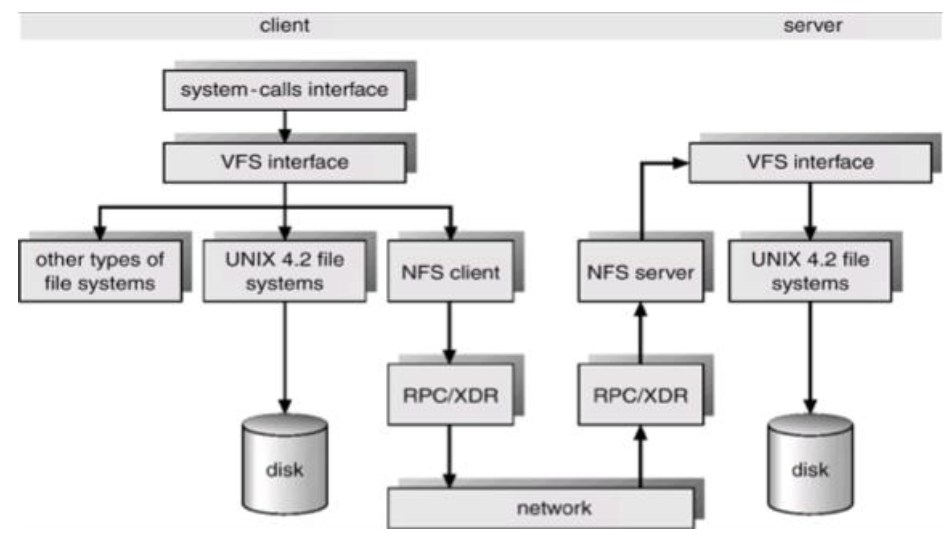 client
server
system-calls interface
VFS interface
VFS interface
other types of
file systems
UNIX 4.2 file
systems
NFS client
NFS server
UNIX 4.2 file
systems
RPC/XDR
RPC/XDR
disk
disk
network